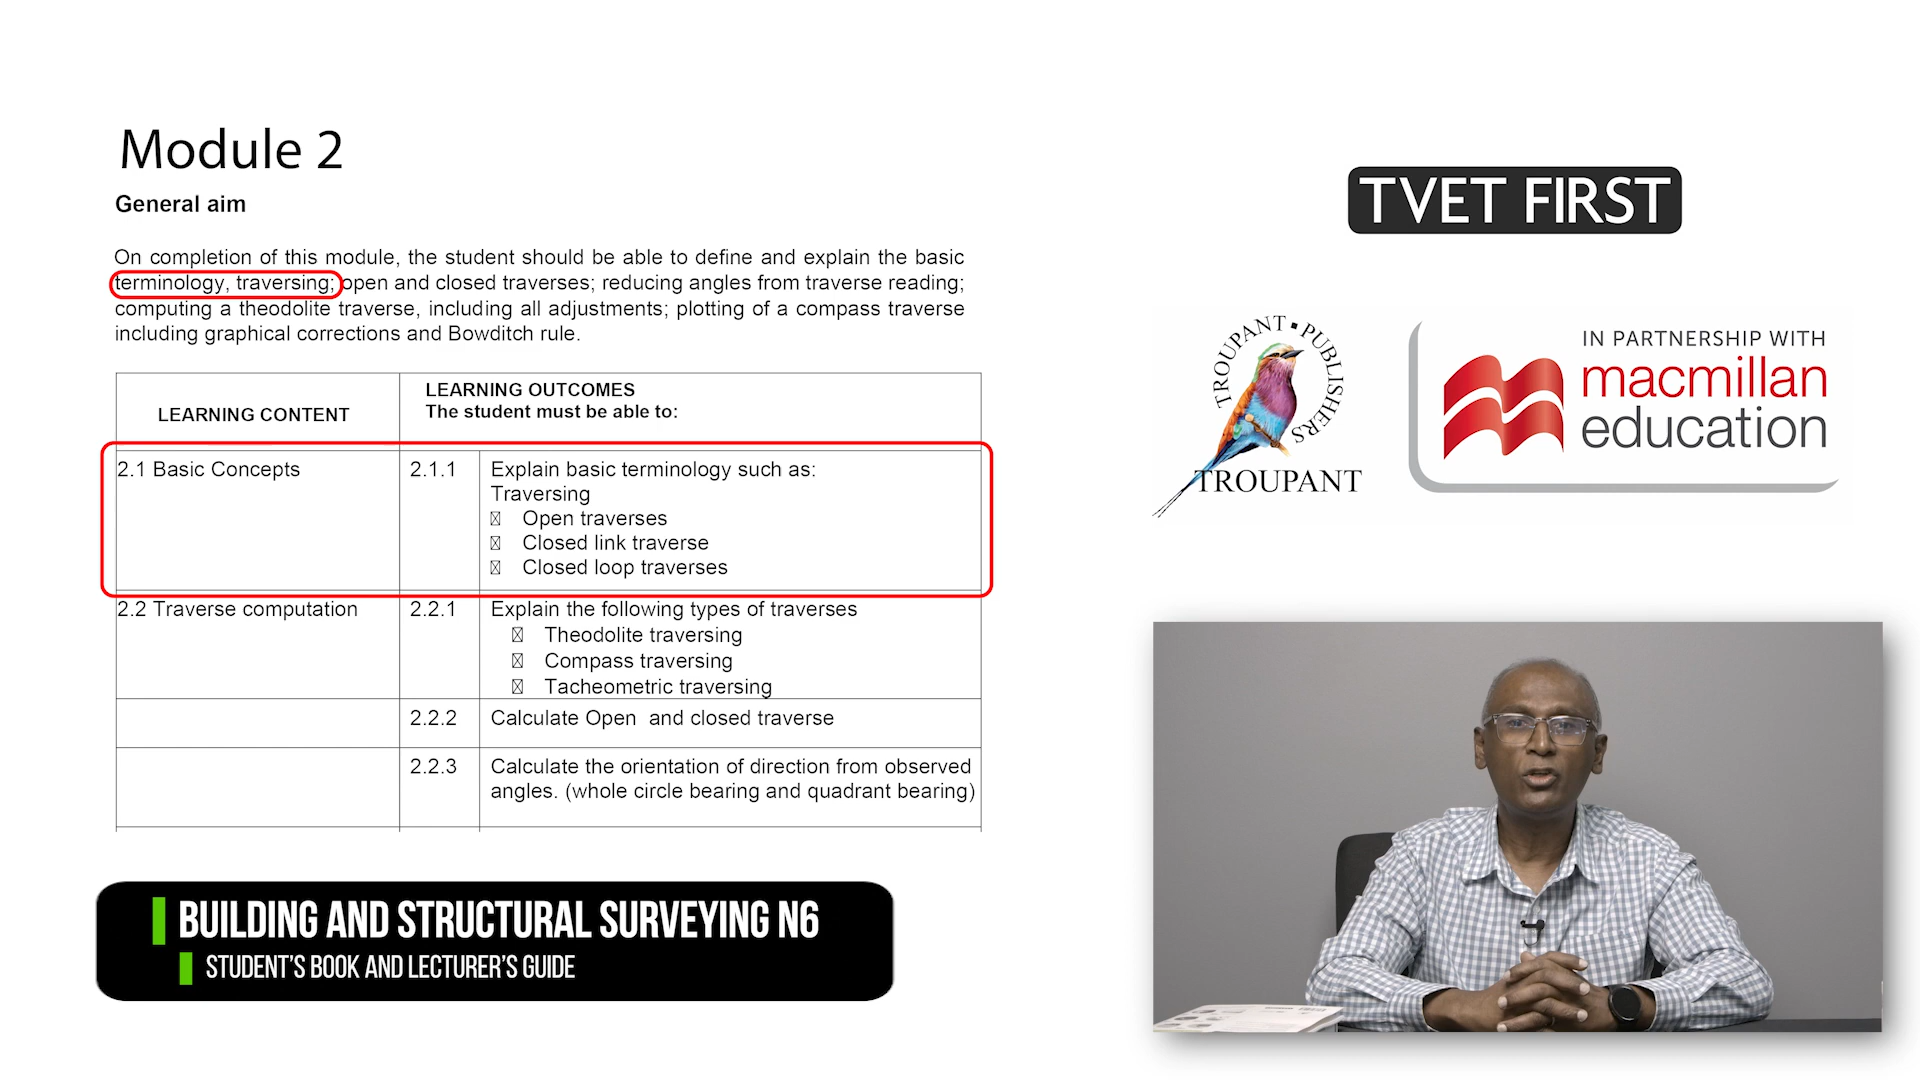 Module 2
General aim
On completion of this module, the student should be able to define and explain the basic
terminology, traversing; open and closed traverses; reducing angles from traverse reading;
computing a theodolite traverse, including all adjustments; plotting of a compass traverse
including graphical corrections and Bowditch rule.
LEARNING CONTENT
LEARNING OUTCOMES
The student must be able to:
2.1 Basic Concepts
2.1.1
Explain basic terminology such as:
Traversing
Open traverses
Closed link traverse
Closed loop traverses
2.2 Traverse computation
2.2.1
Explain the following types of traverses
Theodolite traversing
Compass traversing
Tacheometric traversing
2.2.2
Calculate Open and closed traverse
2.2.3
Calculate the orientation of direction from observed
angles. (whole circle bearing and quadrant bearing)
BUILDING AND STRUCTURAL SURVEYING N6
STUDENT'S BOOK AND LECTURER'S GUIDE
TVET FIRST
TROUPANT PUBLISHERS
TROUPANT
IN PARTNERSHIP WITH
macmillan
education